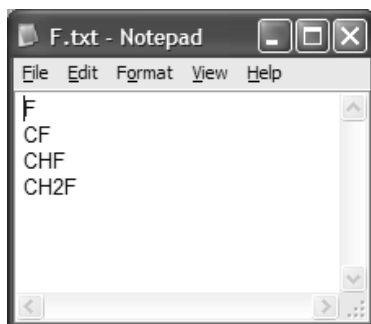 F.txt - Notepad
File Edit Format View Help
F
CF
CHF
CH2F